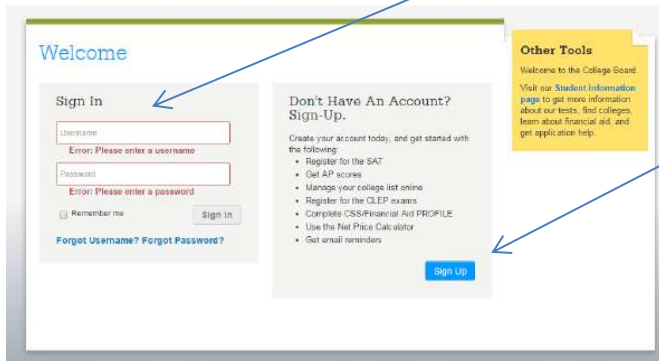 Welcome
Sign In
Username
Error: Please enter a username
Password
Error: Please enter a password
Remember me
Sign In
Forgot Username? Forgot Password?
Don't Have An Account?
Sign-Up.
Create your account today, and get started with
the following:
• Register for the SAT
• Get AP scores
• Manage your college list online
• Register for the CLEP exams
• Complete CSS/Financial Aid PROFILE
• Use the Net Price Calculator
• Get email reminders
Sign Up
Other Tools
Welcome to the College Board
Visit our Student Information
page to get more information
about our tests, find colleges,
learn about financial aid, and
get application help.